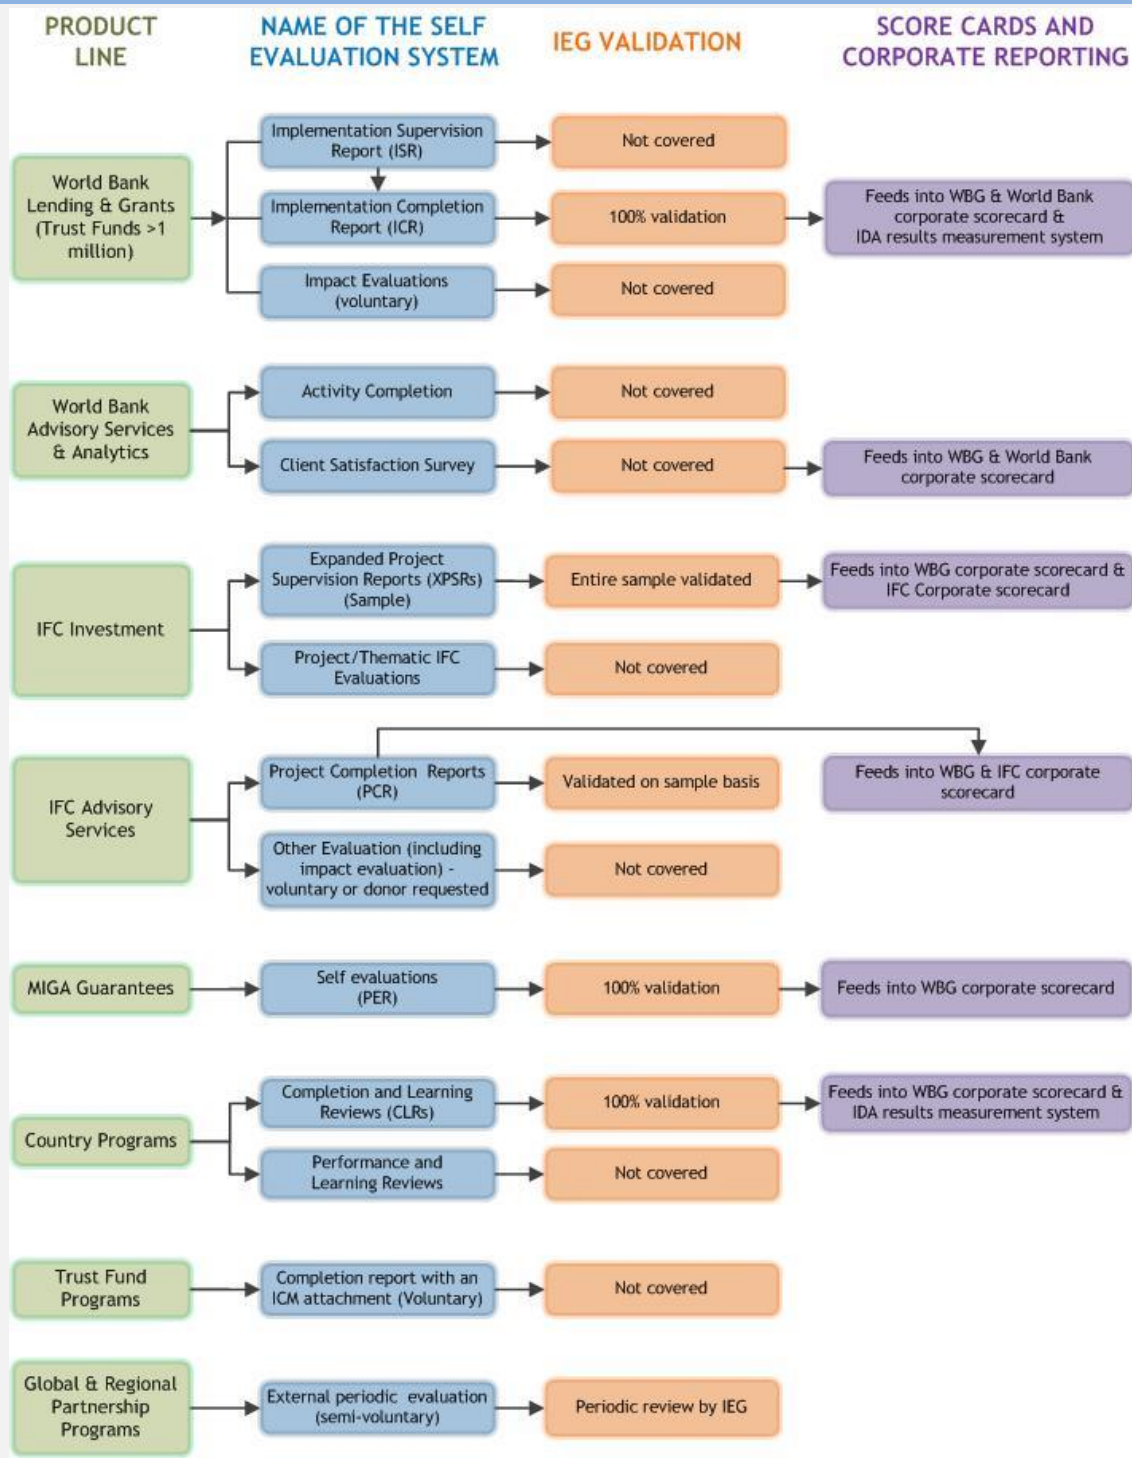 PRODUCT
LINE
NAME OF THE SELF
EVALUATION SYSTEM
IEG VALIDATION
SCORE CARDS AND
CORPORATE REPORTING
World Bank
Lending & Grants
(Trust Funds >1
million)
Implementation Supervision
Report (ISR)
Not covered
Implementation Completion
Report (ICR)
100% validation
Feeds into WBG & World Bank
corporate scorecard &
IDA results measurement system
Impact Evaluations
(voluntary)
Not covered
World Bank
Advisory Services
& Analytics
Activity Completion
Not covered
Client Satisfaction Survey
Not covered
Feeds into WBG & World Bank
corporate scorecard
IFC Investment
Expanded Project
Supervision Reports (XPSRs)
(Sample)
Entire sample validated
Feeds into WBG corporate scorecard &
IFC Corporate scorecard
Project/Thematic IFC
Evaluations
Not covered
IFC Advisory
Services
Project Completion Reports
(PCR)
Validated on sample basis
Feeds into WBG & IFC corporate
scorecard
Other Evaluation (including
impact evaluation) -
voluntary or donor requested
Not covered
MIGA Guarantees
Self evaluations
(PER)
100% validation
Feeds into WBG corporate scorecard
Country Programs
Completion and Learning
Reviews (CLRs)
100% validation
Feeds into WBG corporate scorecard &
IDA results measurement system
Performance and
Learning Reviews
Not covered
Trust Fund
Programs
Completion report with an
ICM attachment (Voluntary)
Not covered
Global & Regional
Partnership
Programs
External periodic evaluation
(semi-voluntary)
Periodic review by IEG